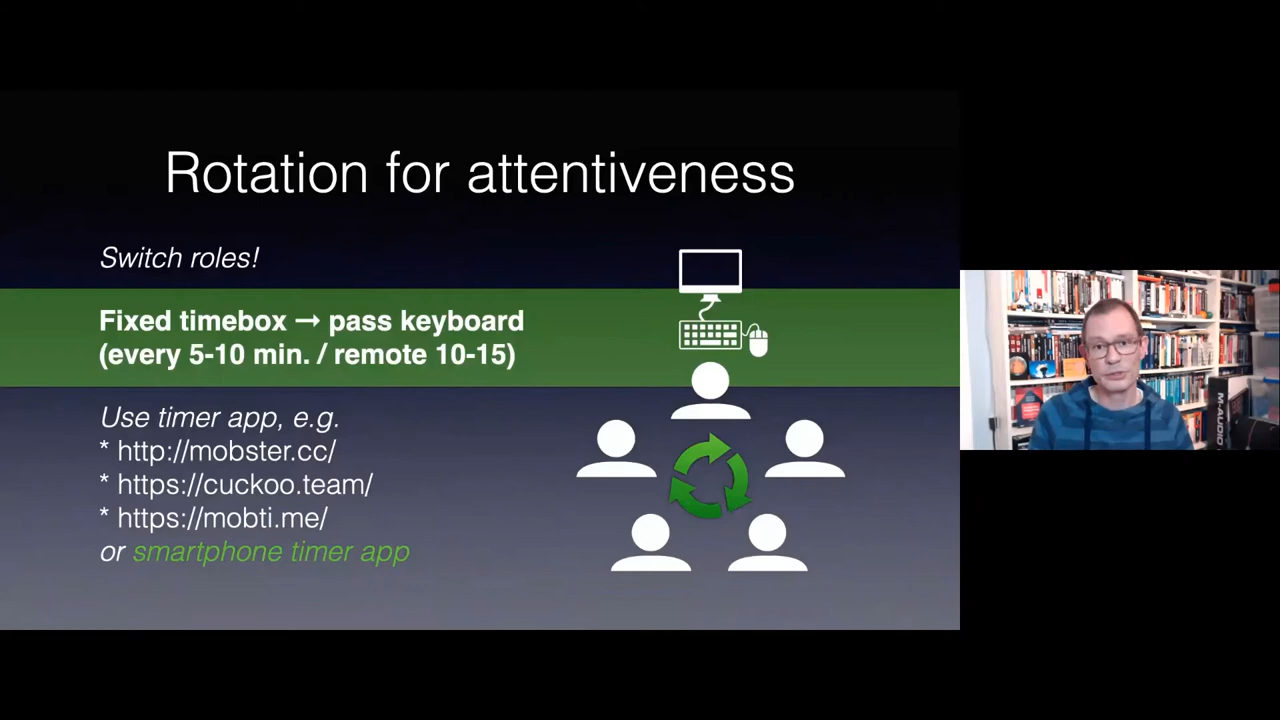 Rotation for attentiveness
Switch roles!
Fixed timebox → pass keyboard
(every 5-10 min. / remote 10-15)
Use timer app, e.g.
* http://mobster.cc/
* https://cuckoo.team/
* https://mobti.me/
or smartphone timer app
M-AUDIO